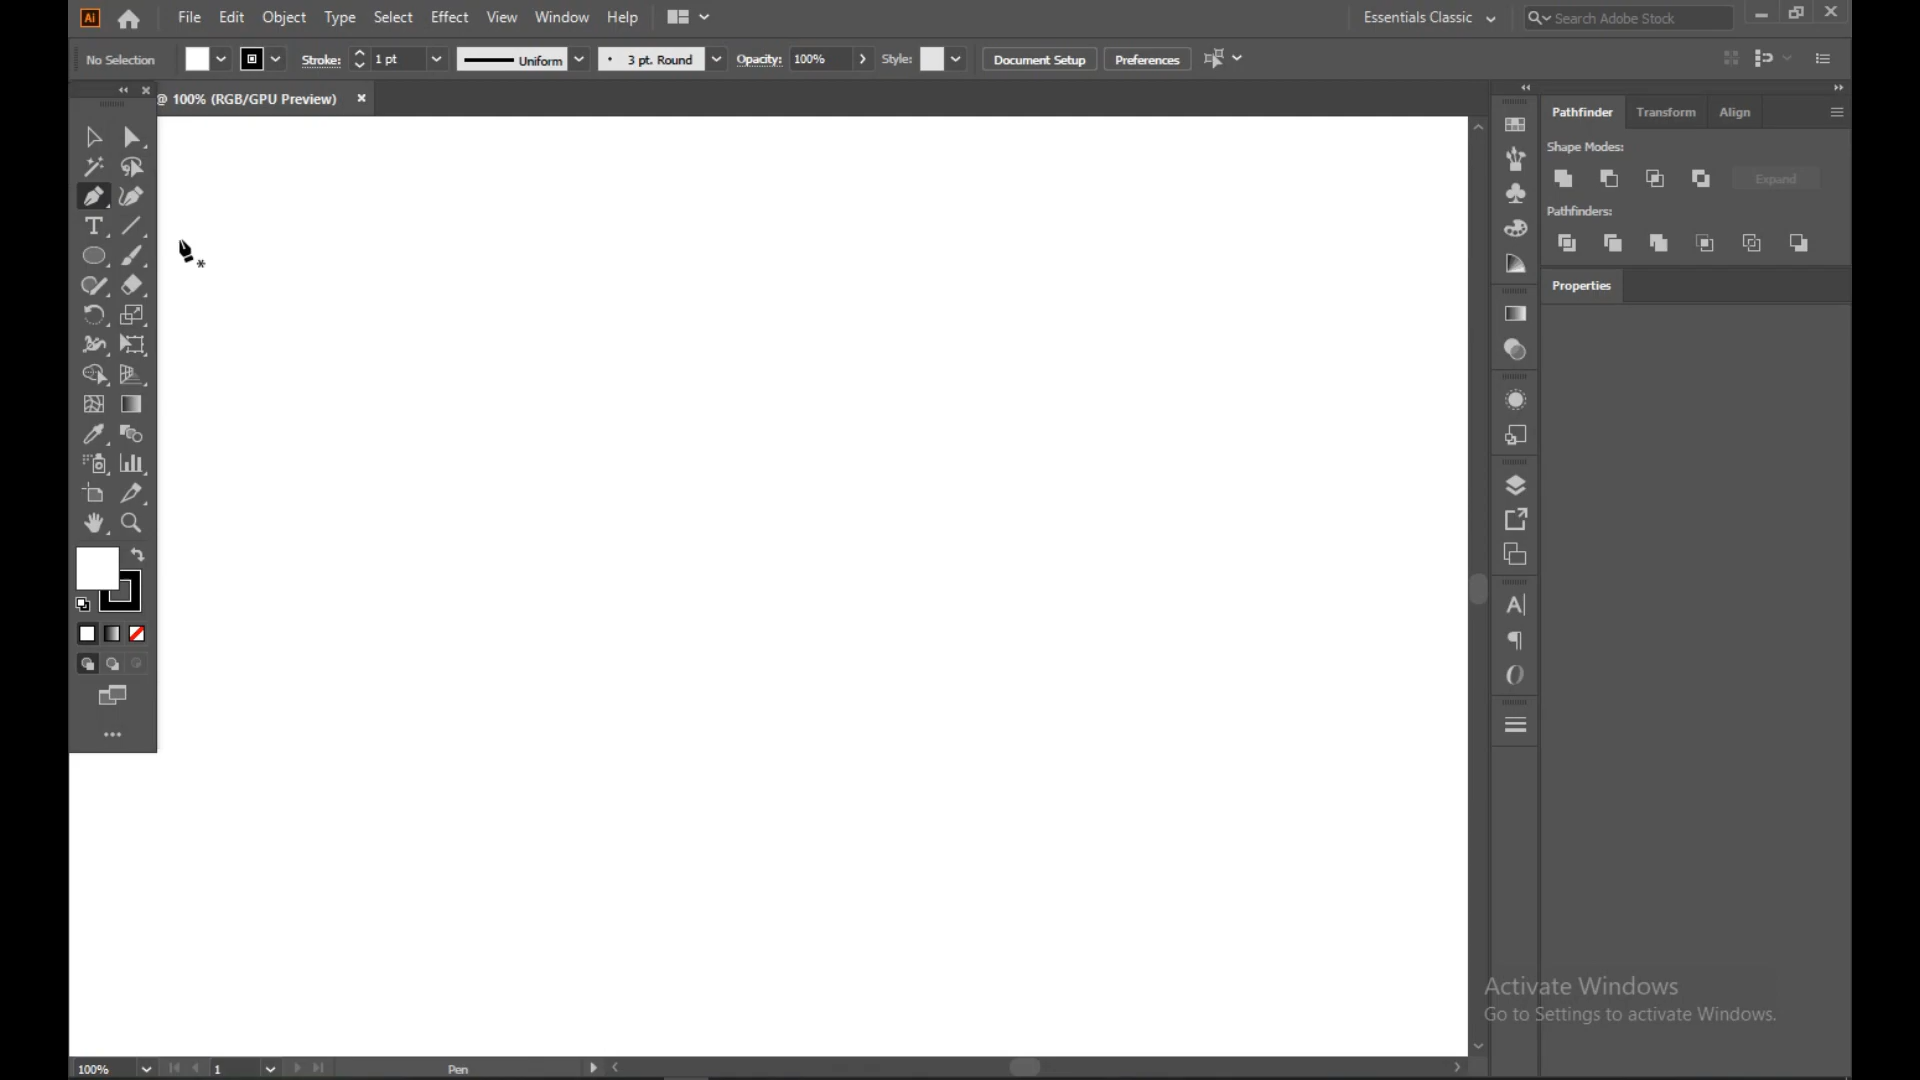 Ai File Edit Object Type Select Effect View Window Help Essentials Classic Search Adobe Stock
No Selection Stroke: 1 pt Uniform 3 pt. Round Opacity: 100% Style: Document Setup Preferences
@ 100% (RGB/GPU Preview)
Pathfinder Transform Align
Shape Modes:
Expand
Pathfinders:
Properties
Activate Windows
Go to Settings to activate Windows.
100% 1 Pen